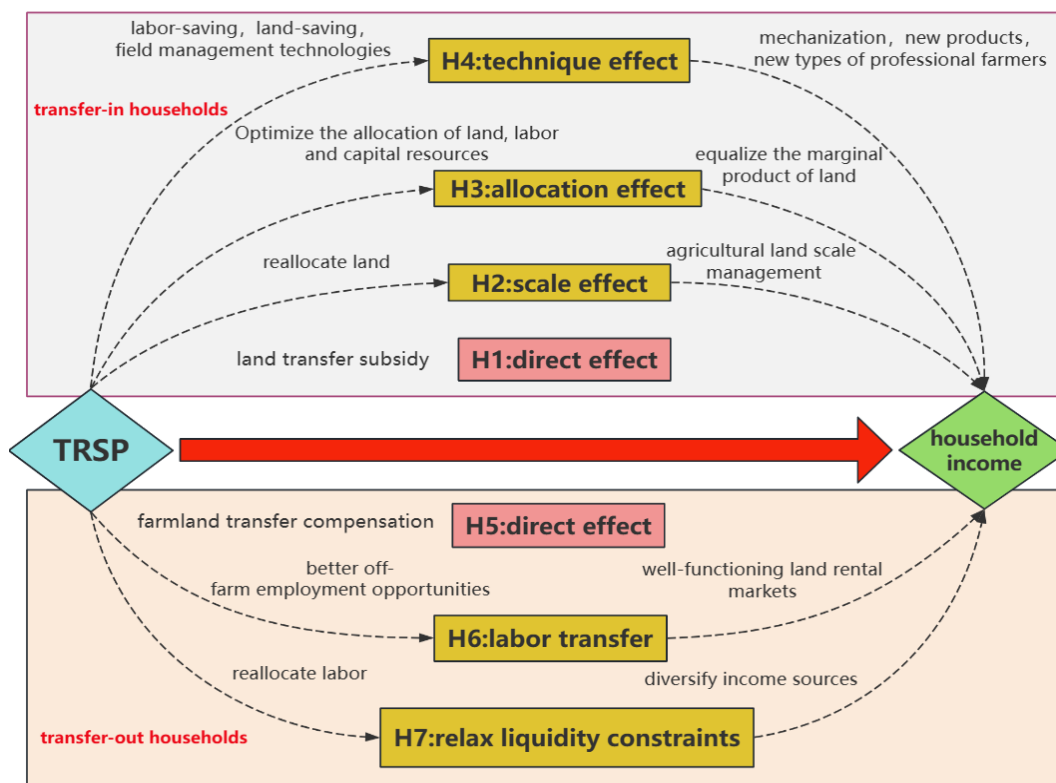 labor-saving, land-saving,
field management technologies
H4:technique effect
mechanization, new products,
new types of professional farmers
transfer-in households
Optimize the allocation of land, labor
and capital resources
H3:allocation effect
equalize the marginal
product of land
reallocate land
H2:scale effect
agricultural land scale
management
land transfer subsidy
H1:direct effect
TRSP
household
income
farmland transfer compensation
H5:direct effect
better off-
farm employment opportunities
H6:labor transfer
well-functioning land rental
markets
reallocate labor
H7:relax liquidity constraints
diversify income sources
transfer-out households